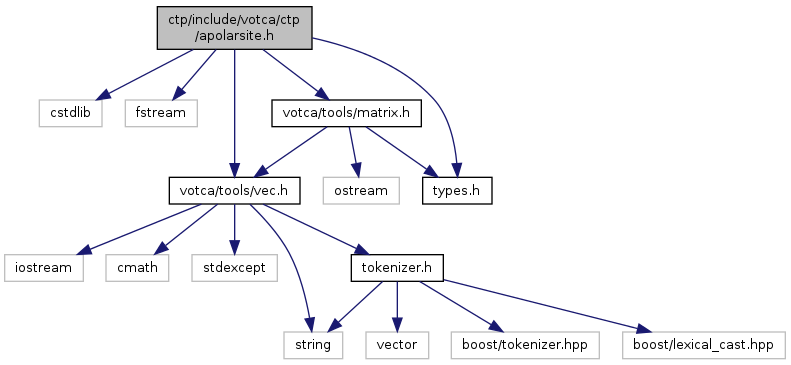 ctp/include/votca/ctp
/apolarsite.h
cstdlib
fstream
votca/tools/matrix.h
votca/tools/vec.h
ostream
types.h
iostream
cmath
stdexcept
tokenizer.h
string
vector
boost/tokenizer.hpp
boost/lexical_cast.hpp